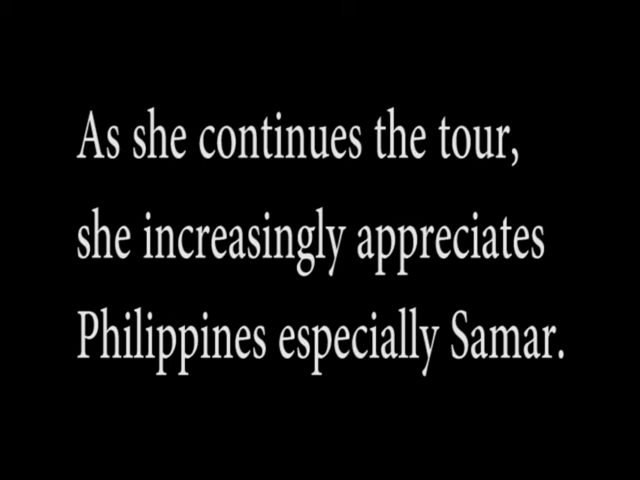 As she continues the tour,
she increasingly appreciates
Philippines especially Samar.